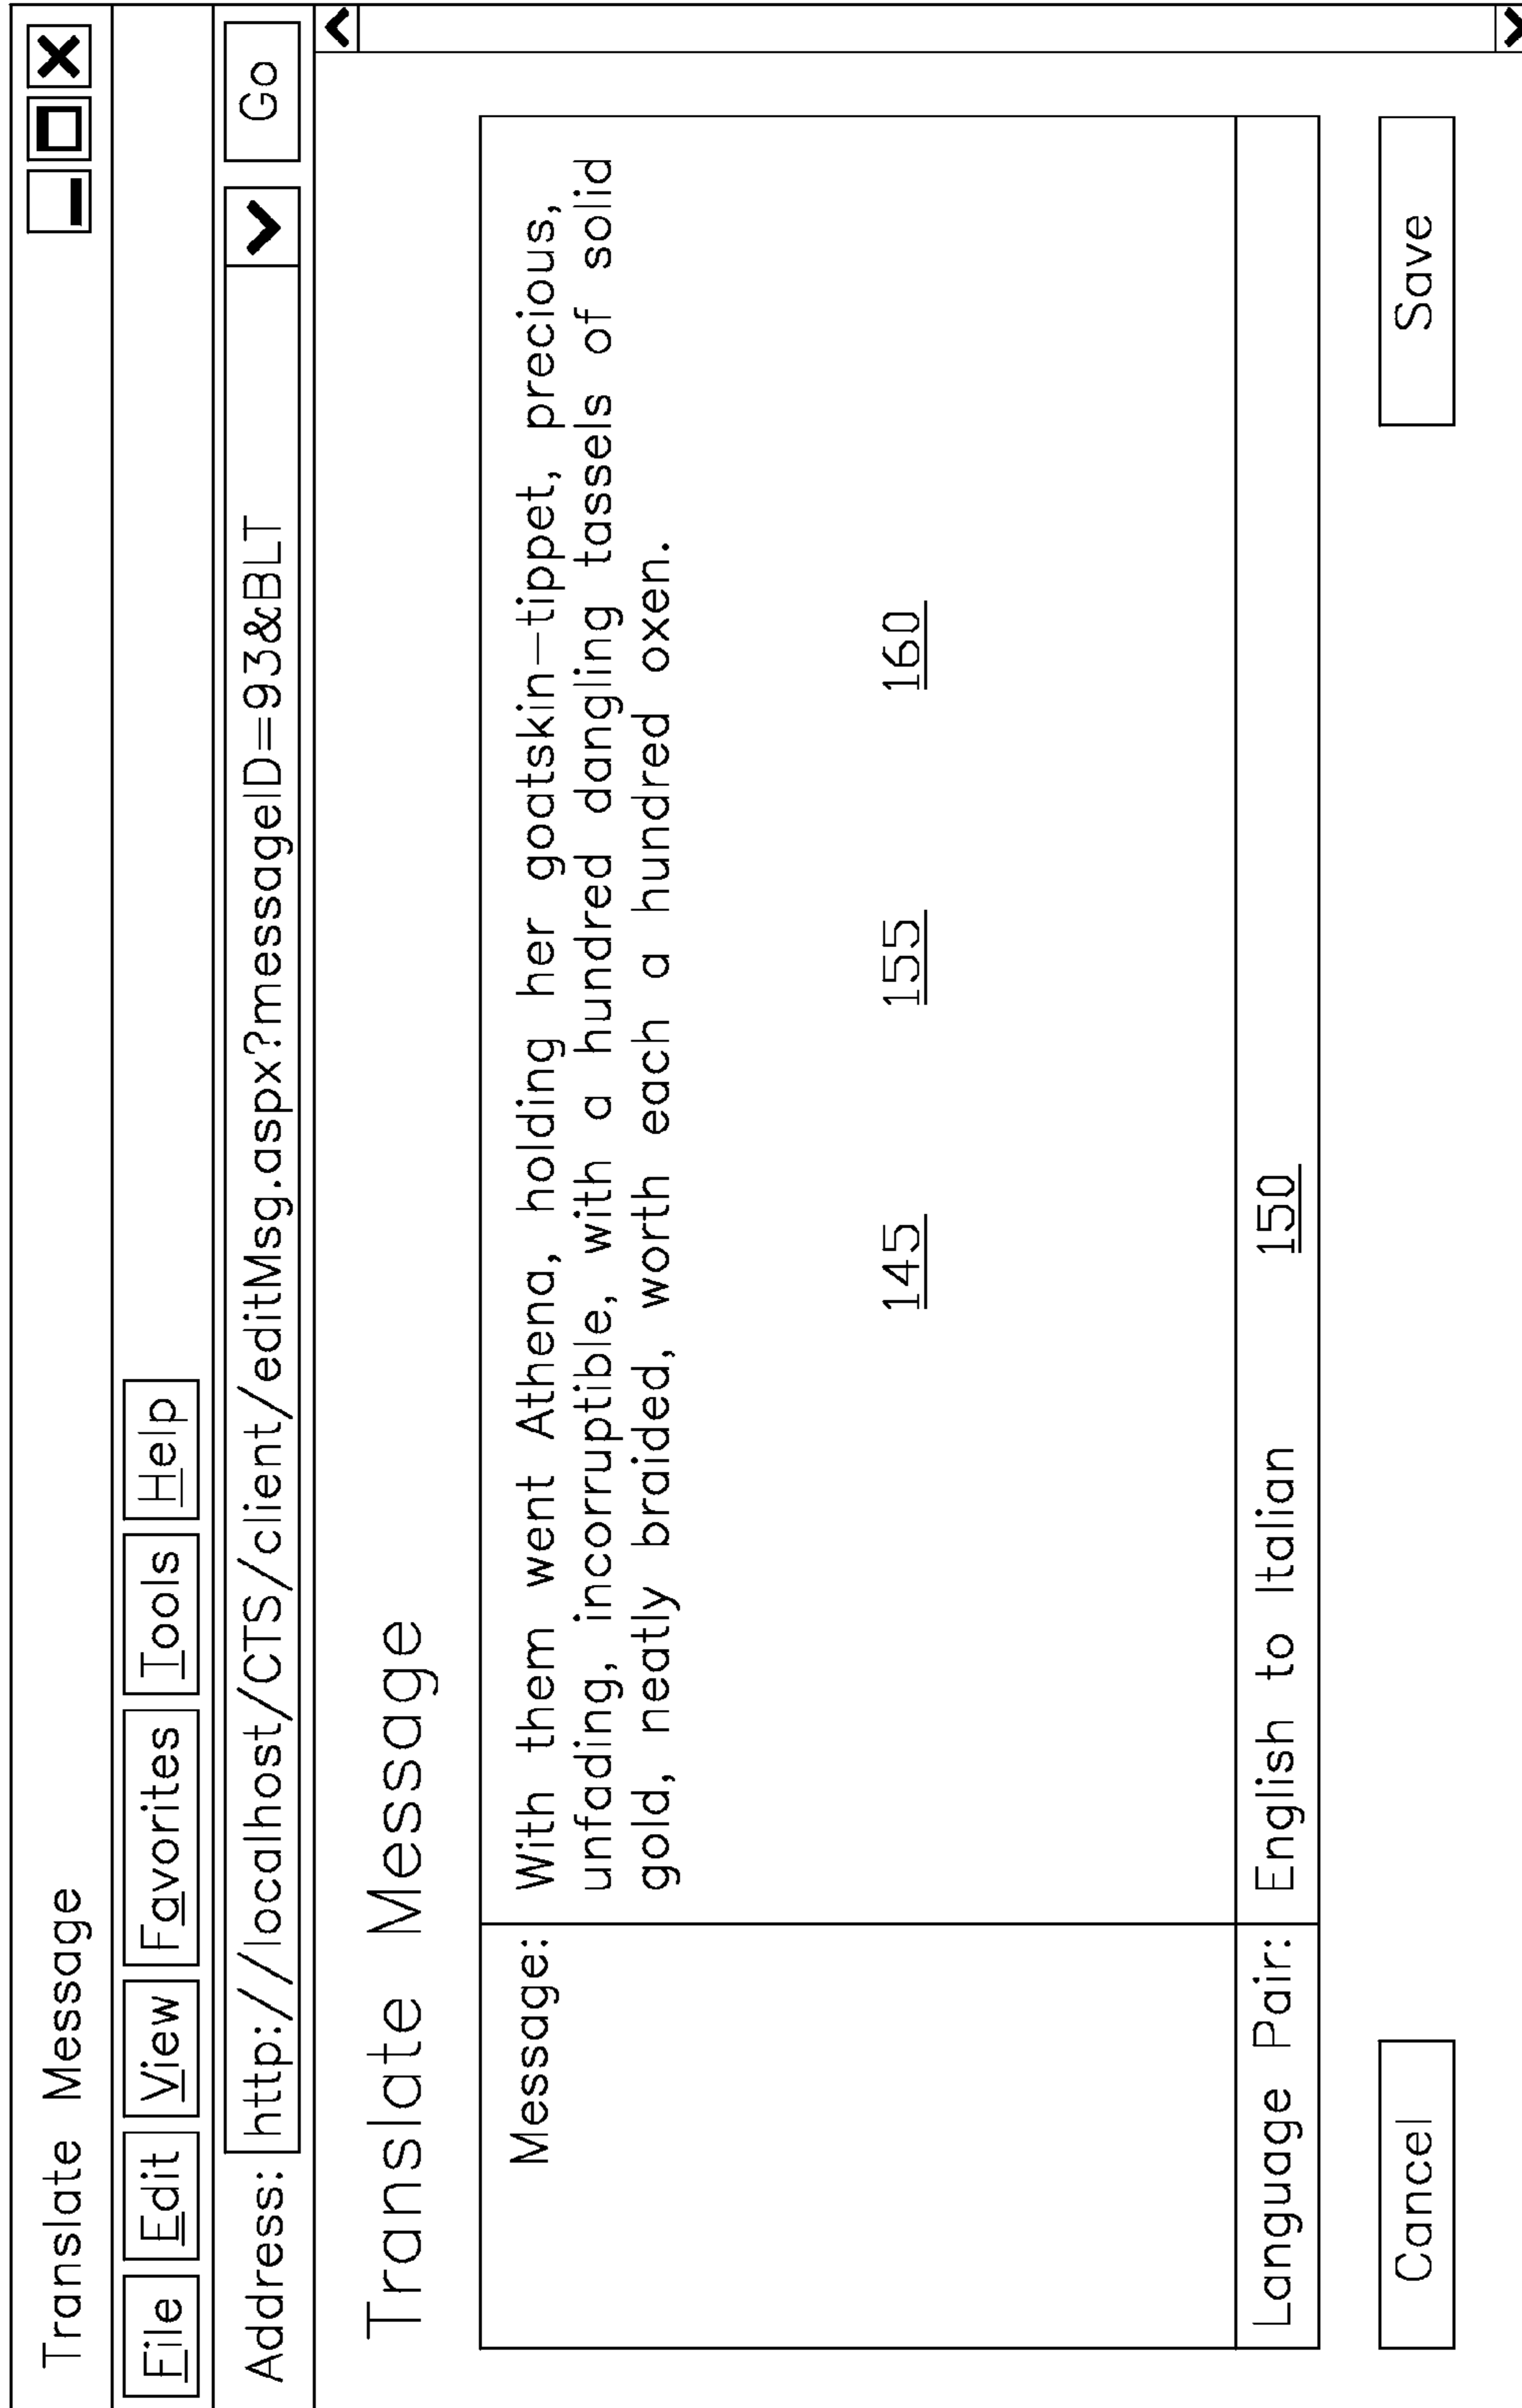 Translate Message
File Edit View Favorites Tools Help
Address: http://localhost/CTS/client/editMsg.aspx?messageID=93&BLT Go
Translate Message
Message: With them went Athena, holding her goatskin-tippet, precious,
unfading, incorruptible, with a hundred dangling tassels of solid
gold, neatly braided, worth each a hundred oxen.
145 155 160
Language Pair: English to Italian 150
Cancel Save